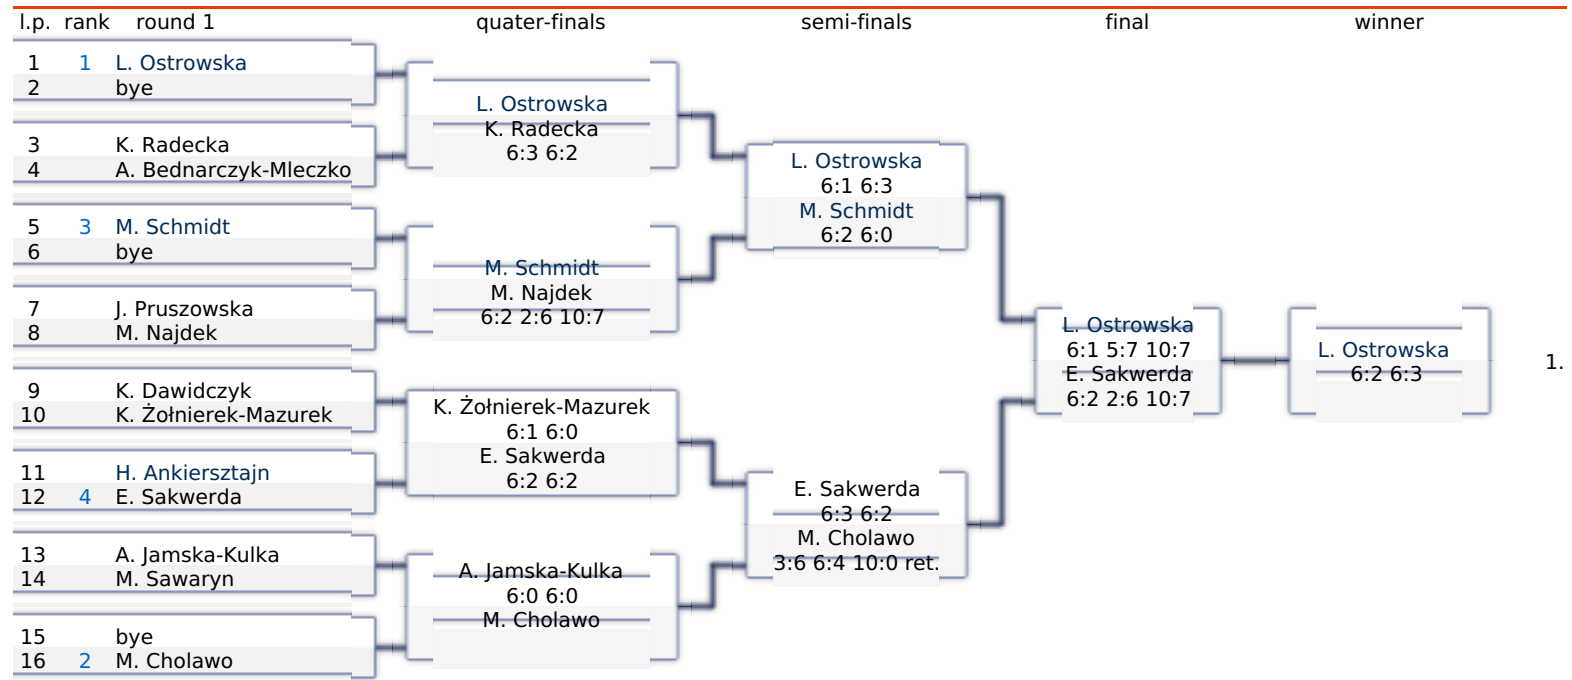 l.p. rank round 1 quater-finals semi-finals final winner
1 1 L. Ostrowska
2 bye
3 K. Radecka
4 A. Bednarczyk-Mleczko
5 3 M. Schmidt
6 bye
7 J. Pruszowska
8 M. Najdek
9 K. Dawidczyk
10 K. Żołnierek-Mazurek
11 H. Ankiersztajn
12 4 E. Sakwerda
13 A. Jamska-Kulka
14 M. Sawaryn
15 bye
16 2 M. Cholawo
L. Ostrowska
K. Radecka
6:3 6:2
M. Schmidt
M. Najdek
6:2 2:6 10:7
K. Żołnierek-Mazurek
6:1 6:0
E. Sakwerda
6:2 6:2
A. Jamska-Kulka
6:0 6:0
M. Cholawo
L. Ostrowska
6:1 6:3
M. Schmidt
6:2 6:0
E. Sakwerda
6:3 6:2
M. Cholawo
3:6 6:4 10:0 ret.
L. Ostrowska
6:1 5:7 10:7
E. Sakwerda
6:2 2:6 10:7
L. Ostrowska
6:2 6:3
1.